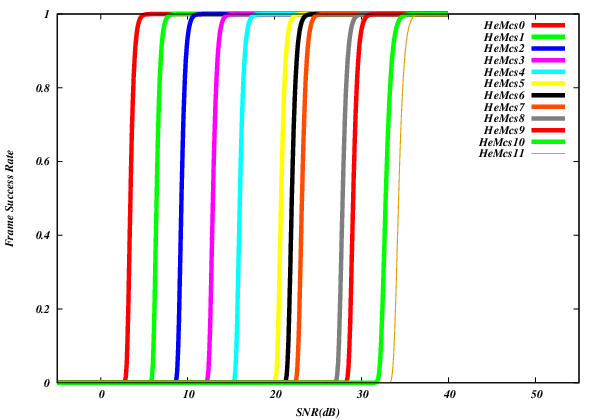 1
0.8
0.6
0.4
0.2
0
0 10 20 30 40 50
Frame Success Rate
SNR(dB)
HeMcs0
HeMcs1
HeMcs2
HeMcs3
HeMcs4
HeMcs5
HeMcs6
HeMcs7
HeMcs8
HeMcs9
HeMcs10
HeMcs11